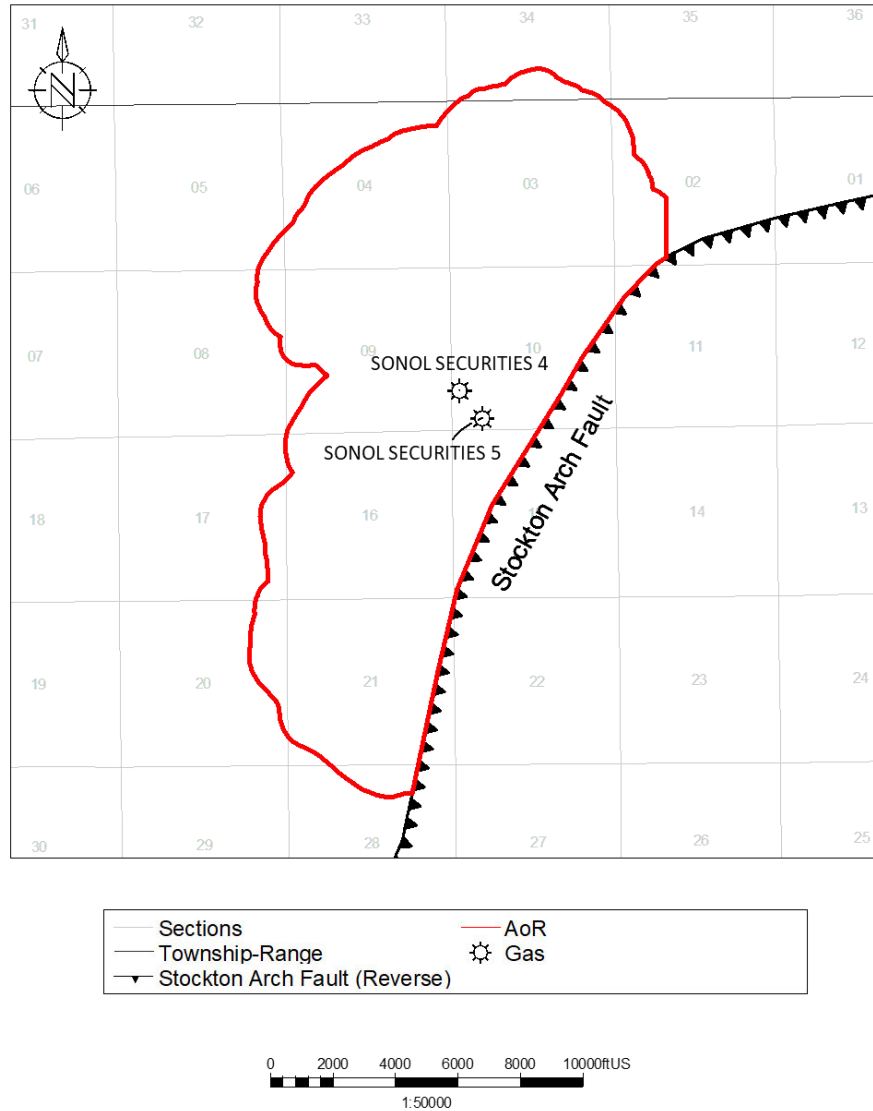 31 32 33 34 35 36
N
06 05 04 03 02 01
07 08 09 10 11 12
SONOL SECURITIES 4
SONOL SECURITIES 5
Stockton Arch Fault
18 17 16 14 13
19 20 21 22 23 24
30 29 28 27 26 25
Sections
AoR
Township-Range
Gas
Stockton Arch Fault (Reverse)
0 2000 4000 6000 8000 10000ftUS
1:50000